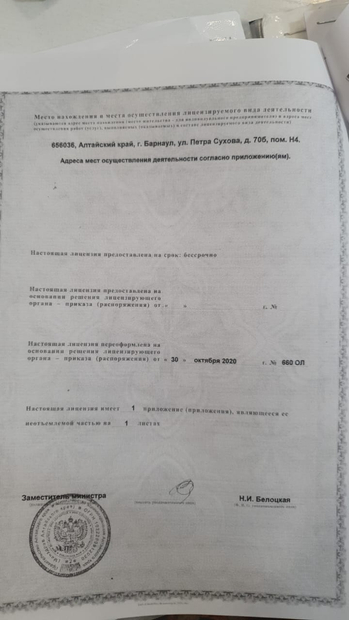 Место нахождения и места осуществления лицензируемого вида деятельности
656036, Алтайский край, г. Барнаул, ул. Петра Сухова, д. 70б, пом. Н4.
Адреса мест осуществления деятельности согласно приложению(ям).
Настоящая лицензия предоставлена на срок: бессрочно
Настоящая лицензия предоставлена на
основании решения лицензирующего
органа – приказа (распоряжения) от « » г. №
Настоящая лицензия переоформлена на
основании решения лицензирующего
органа – приказа (распоряжения) от « 30 » октября 2020 г. № 660 ОЛ
Настоящая лицензия имеет 1 приложение (приложения), являющееся ее
неотъемлемой частью на 1 листах
Заместитель министра Н.И. Белоцкая